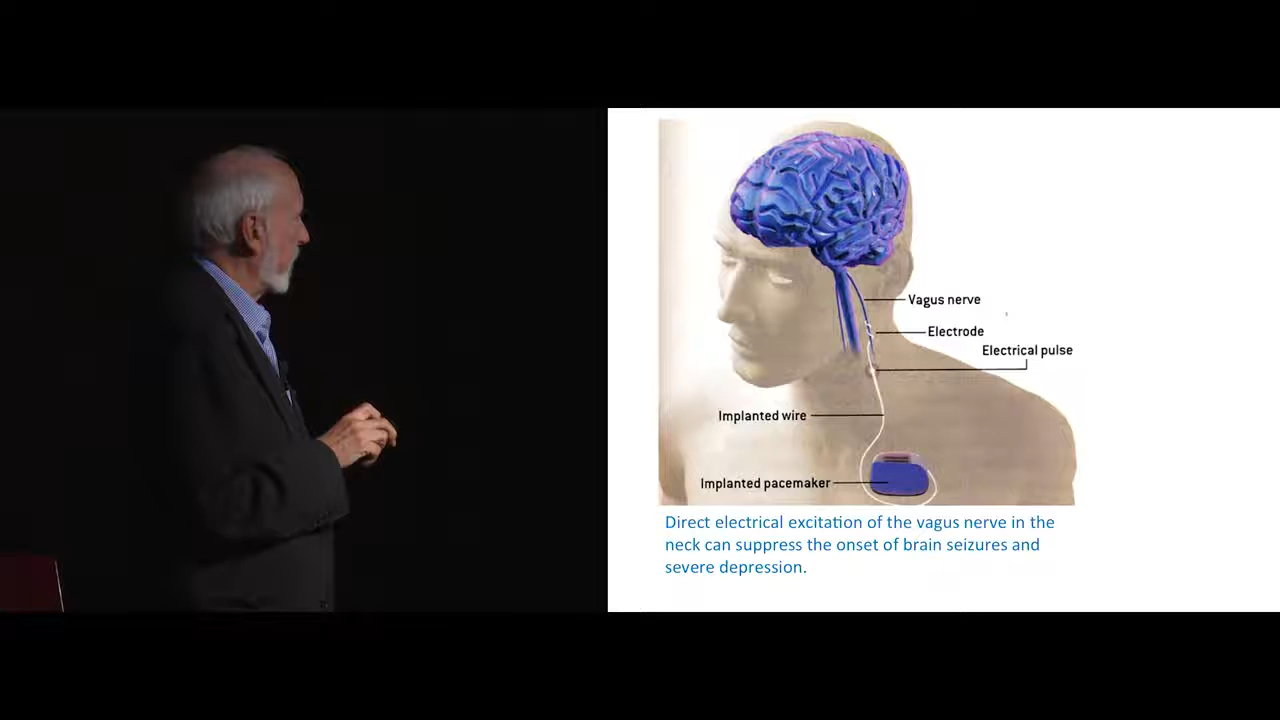 Vagus nerve
Electrode
Electrical pulse
Implanted wire
Implanted pacemaker
Direct electrical excitation of the vagus nerve in the
neck can suppress the onset of brain seizures and
severe depression.